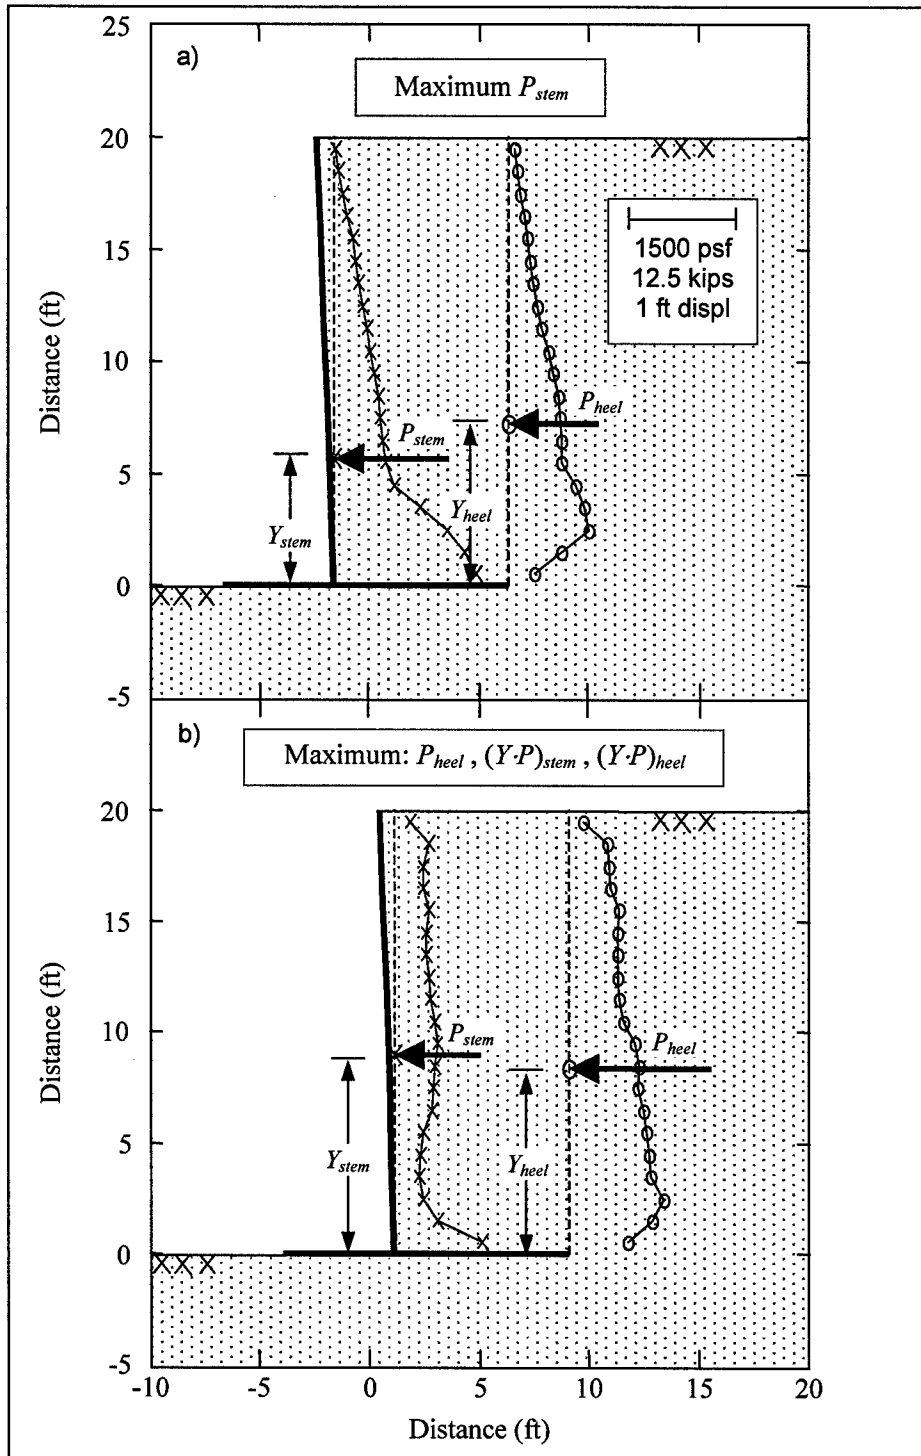 25
a)
Maximum P_stem
20
1500 psf
12.5 kips
1 ft displ
15
Distance (ft)
10
P_heel
P_stem
5
Y_heel
Y_stem
0
-5
b)
Maximum: P_heel , (Y·P)_stem , (Y·P)_heel
20
15
Distance (ft)
10
P_stem
P_heel
5
Y_stem
Y_heel
0
-5
-10 -5 0 5 10 15 20
Distance (ft)